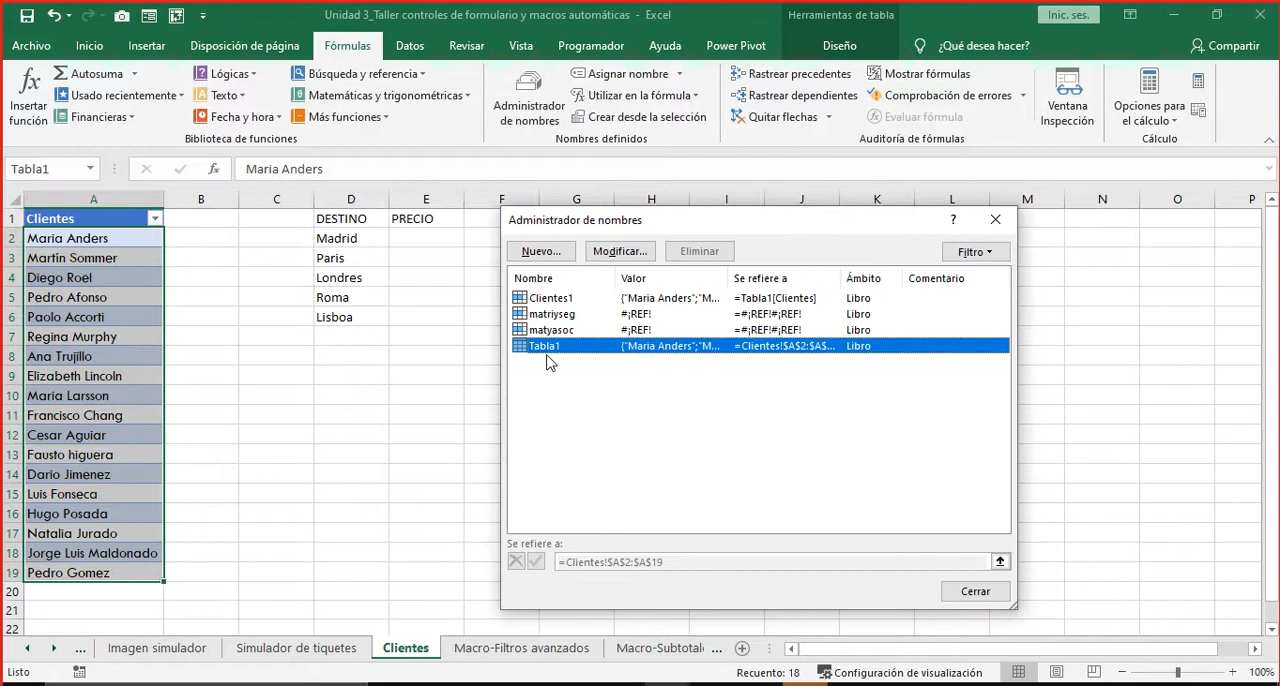 Unidad 3_Taller controles de formulario y macros automáticas - Excel
Herramientas de tabla
Inic. ses.
Archivo Inicio Insertar Disposición de página Fórmulas Datos Revisar Vista Programador Ayuda Power Pivot Diseño ¿Qué desea hacer? Compartir
Insertar función
Autosuma
Usado recientemente
Financieras
Lógicas
Texto
Fecha y hora
Búsqueda y referencia
Matemáticas y trigonométricas
Más funciones
Biblioteca de funciones
Administrador de nombres
Asignar nombre
Utilizar en la fórmula
Crear desde la selección
Nombres definidos
Rastrear precedentes
Rastrear dependientes
Quitar flechas
Mostrar fórmulas
Comprobación de errores
Evaluar fórmula
Auditoría de fórmulas
Ventana Inspección
Opciones para el cálculo
Cálculo
Tabla1 fx Maria Anders
A B C D E F G H I J K L M N O P
1 Clientes DESTINO PRECIO
2 Maria Anders Madrid
3 Martín Sommer Paris
4 Diego Roel Londres
5 Pedro Afonso Roma
6 Paolo Accorti Lisboa
7 Regina Murphy
8 Ana Trujillo
9 Elizabeth Lincoln
10 Maria Larsson
11 Francisco Chang
12 Cesar Aguiar
13 Fausto higuera
14 Dario Jimenez
15 Luis Fonseca
16 Hugo Posada
17 Natalia Jurado
18 Jorge Luis Maldonado
19 Pedro Gomez
20
21
22
Administrador de nombres ?
Nuevo... Modificar... Eliminar Filtro
Nombre Valor Se refiere a Ámbito Comentario
Clientes1 {"Maria Anders";"M... =Tabla1[Clientes] Libro
matriyseg #¡REF! =#¡REF!#¡REF! Libro
matyasoc #¡REF! =#¡REF!#¡REF! Libro
Tabla1 {"Maria Anders";"M... =Clientes!$A$2:$A$... Libro
Se refiere a:
=Clientes!$A$2:$A$19
Cerrar
... Imagen simulador Simulador de tiquetes Clientes Macro-Filtros avanzados Macro-Subtotale ...
Listo Recuento: 18 Configuración de visualización 100%